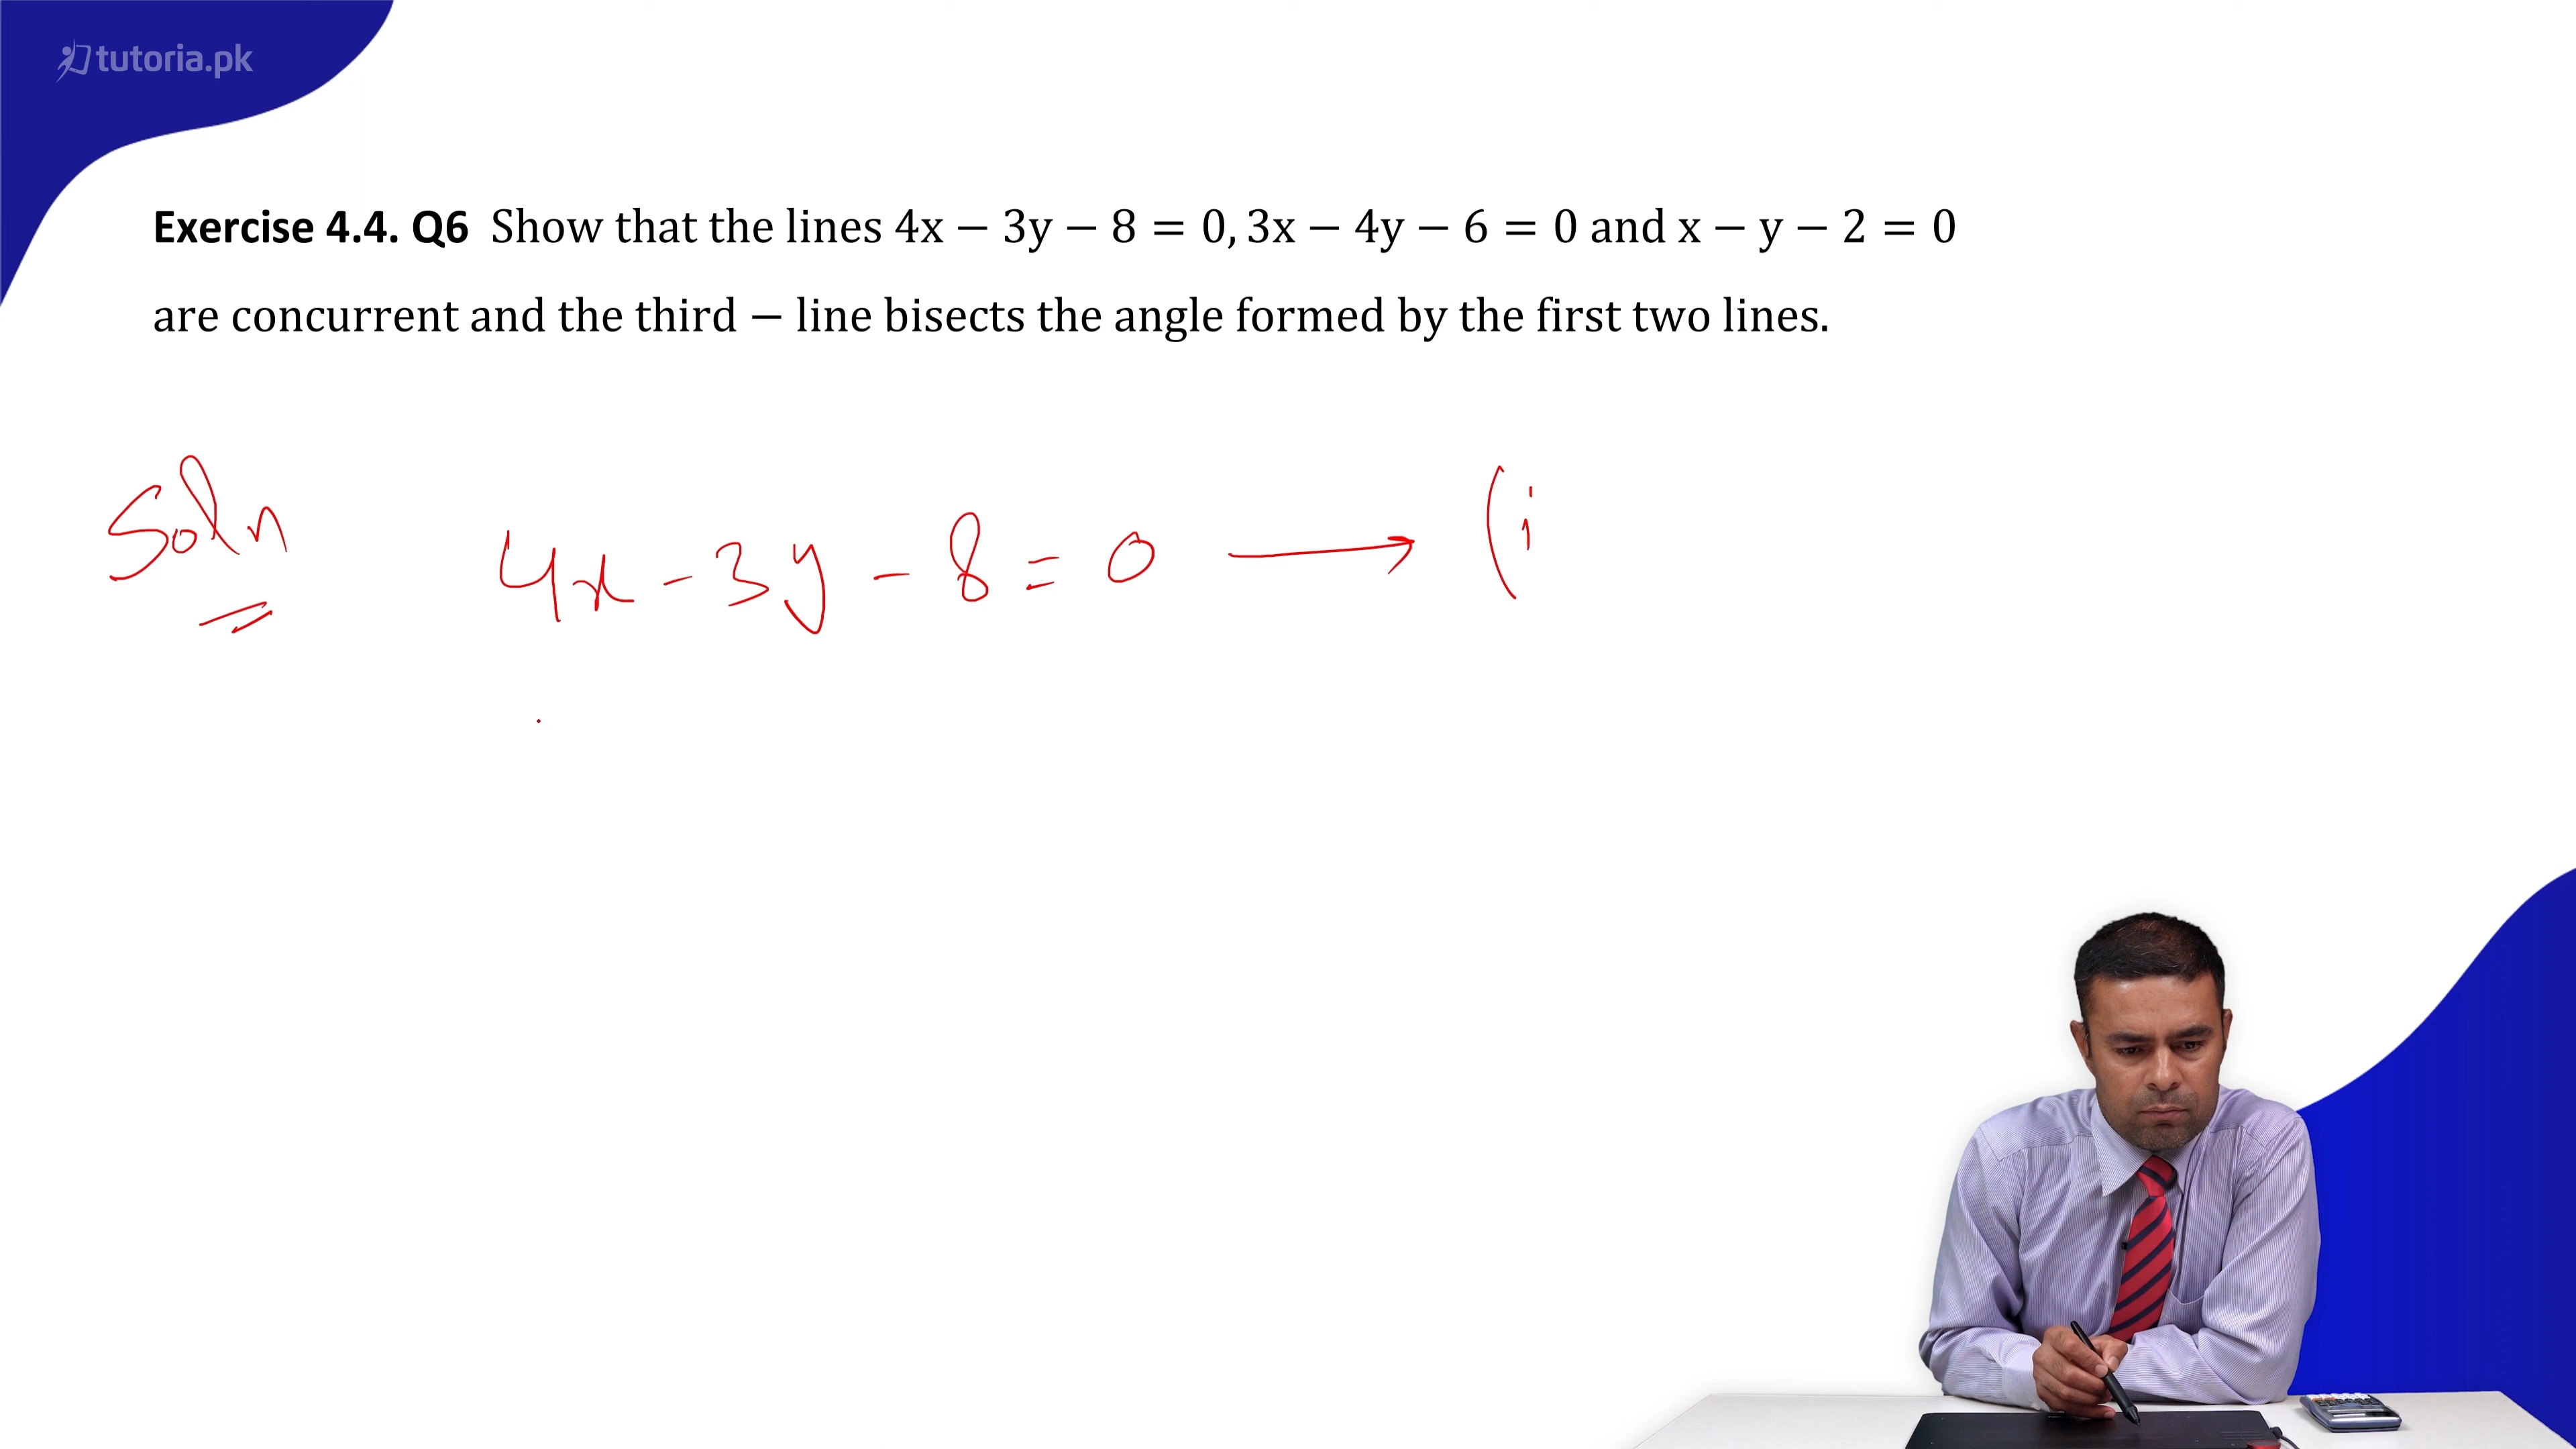 tutoria.pk
Exercise 4.4. Q6 Show that the lines 4x − 3y − 8 = 0, 3x − 4y − 6 = 0 and x − y − 2 = 0
are concurrent and the third − line bisects the angle formed by the first two lines.
Soln
4x - 3y - 8 = 0 ⟶ (i